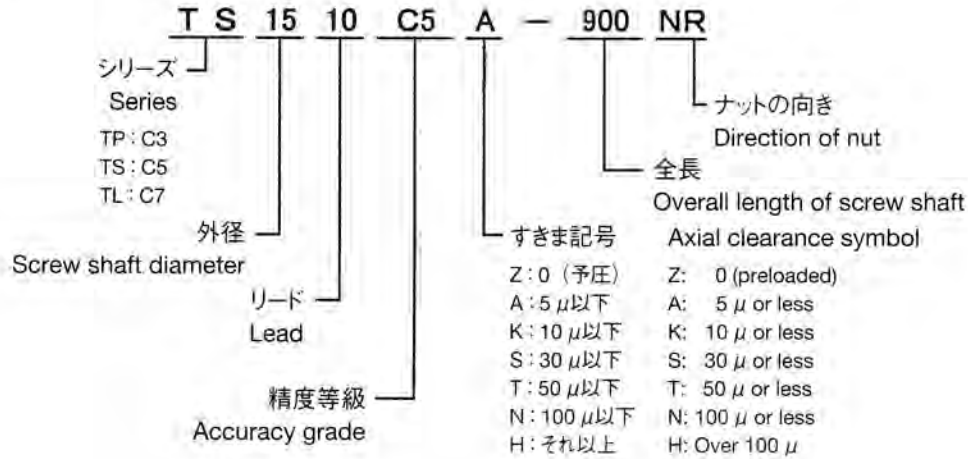 T S 15 10 C5 A － 900 NR
シリーズ
Series
TP：C3
TS：C5
TL：C7
外径
Screw shaft diameter
リード
Lead
精度等級
Accuracy grade
すきま記号 Axial clearance symbol
Z：0（予圧） Z: 0 (preloaded)
A：5 μ以下 A: 5 μ or less
K：10 μ以下 K: 10 μ or less
S：30 μ以下 S: 30 μ or less
T：50 μ以下 T: 50 μ or less
N：100 μ以下 N: 100 μ or less
H：それ以上 H: Over 100 μ
全長
Overall length of screw shaft
ナットの向き
Direction of nut